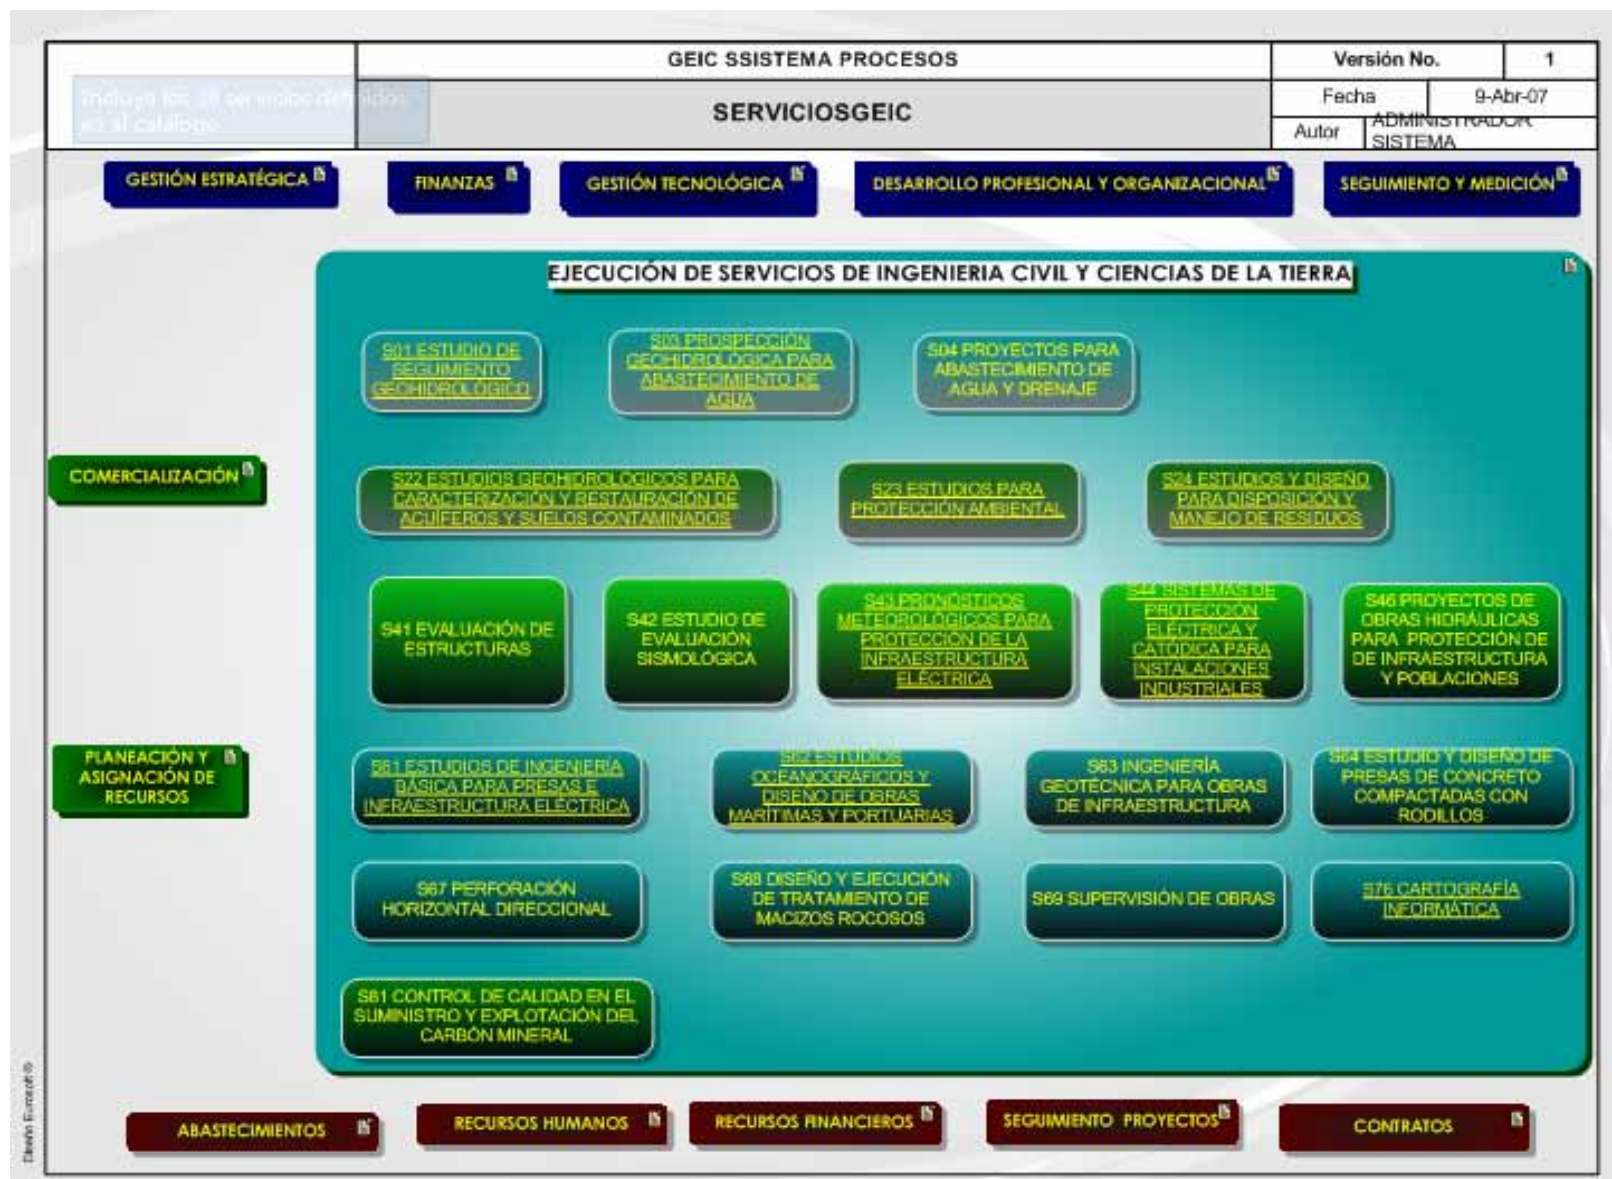 GEIC SSISTEMA PROCESOS
Versión No.
1
Incluye los 18 servicios definidos
en el catálogo
SERVICIOSGEIC
Fecha
9-Abr-07
Autor
ADMINISTRADOR
SISTEMA
GESTIÓN ESTRATÉGICA
FINANZAS
GESTIÓN TECNOLÓGICA
DESARROLLO PROFESIONAL Y ORGANIZACIONAL
SEGUIMIENTO Y MEDICIÓN
EJECUCIÓN DE SERVICIOS DE INGENIERIA CIVIL Y CIENCIAS DE LA TIERRA
S01 ESTUDIO DE
SEGUIMIENTO
GEOHIDROLÓGICO
S03 PROSPECCIÓN
GEOHIDROLÓGICA PARA
ABASTECIMIENTO DE
AGUA
S04 PROYECTOS PARA
ABASTECIMIENTO DE
AGUA Y DRENAJE
COMERCIALIZACIÓN
S22 ESTUDIOS GEOHIDROLÓGICOS PARA
CARACTERIZACIÓN Y RESTAURACIÓN DE
ACUÍFEROS Y SUELOS CONTAMINADOS
S23 ESTUDIOS PARA
PROTECCIÓN AMBIENTAL
S24 ESTUDIOS Y DISEÑO
PARA DISPOSICIÓN Y
MANEJO DE RESIDUOS
S41 EVALUACIÓN DE
ESTRUCTURAS
S42 ESTUDIO DE
EVALUACIÓN
SISMOLÓGICA
S43 PRONÓSTICOS
METEOROLÓGICOS PARA
PROTECCIÓN DE LA
INFRAESTRUCTURA
ELÉCTRICA
S44 SISTEMAS DE
PROTECCIÓN
ELÉCTRICA Y
CATÓDICA PARA
INSTALACIONES
INDUSTRIALES
S46 PROYECTOS DE
OBRAS HIDRÁULICAS
PARA PROTECCIÓN DE
DE INFRAESTRUCTURA
Y POBLACIONES
PLANEACIÓN Y
ASIGNACIÓN DE
RECURSOS
S61 ESTUDIOS DE INGENIERÍA
BÁSICA PARA PRESAS E
INFRAESTRUCTURA ELÉCTRICA
S62 ESTUDIOS
OCEANOGRÁFICOS Y
DISEÑO DE OBRAS
MARÍTIMAS Y PORTUARIAS
S63 INGENIERÍA
GEOTÉCNICA PARA OBRAS
DE INFRAESTRUCTURA
S64 ESTUDIO Y DISEÑO DE
PRESAS DE CONCRETO
COMPACTADAS CON
RODILLOS
S67 PERFORACIÓN
HORIZONTAL DIRECCIONAL
S68 DISEÑO Y EJECUCIÓN
DE TRATAMIENTO DE
MACIZOS ROCOSOS
S69 SUPERVISIÓN DE OBRAS
S76 CARTOGRAFÍA
INFORMÁTICA
S81 CONTROL DE CALIDAD EN EL
SUMINISTRO Y EXPLOTACIÓN DEL
CARBÓN MINERAL
ABASTECIMIENTOS
RECURSOS HUMANOS
RECURSOS FINANCIEROS
SEGUIMIENTO PROYECTOS
CONTRATOS
Diseño